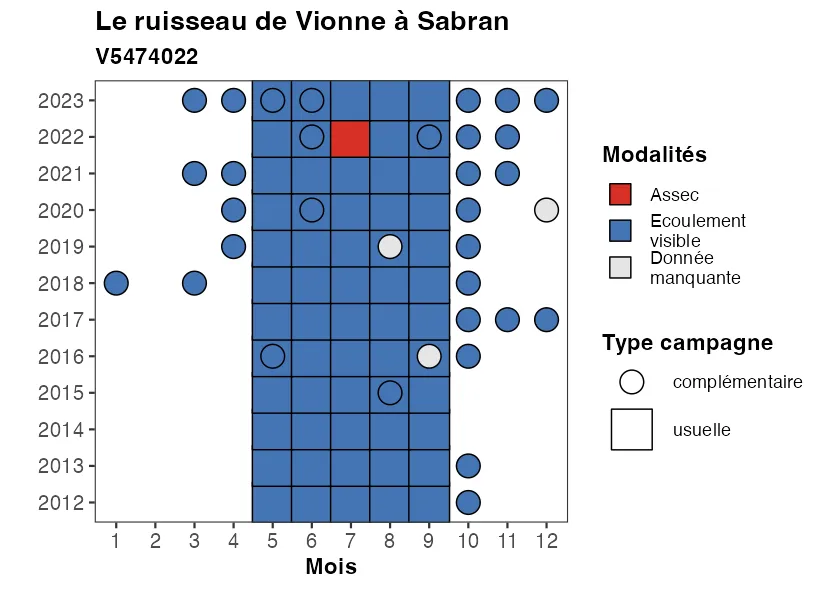 Le ruisseau de Vionne à Sabran
V5474022
2023
2022
2021
2020
2019
2018
2017
2016
2015
2014
2013
2012
1 2 3 4 5 6 7 8 9 10 11 12
Mois
Modalités
Assec
Ecoulement
visible
Donnée
manquante
Type campagne
complémentaire
usuelle